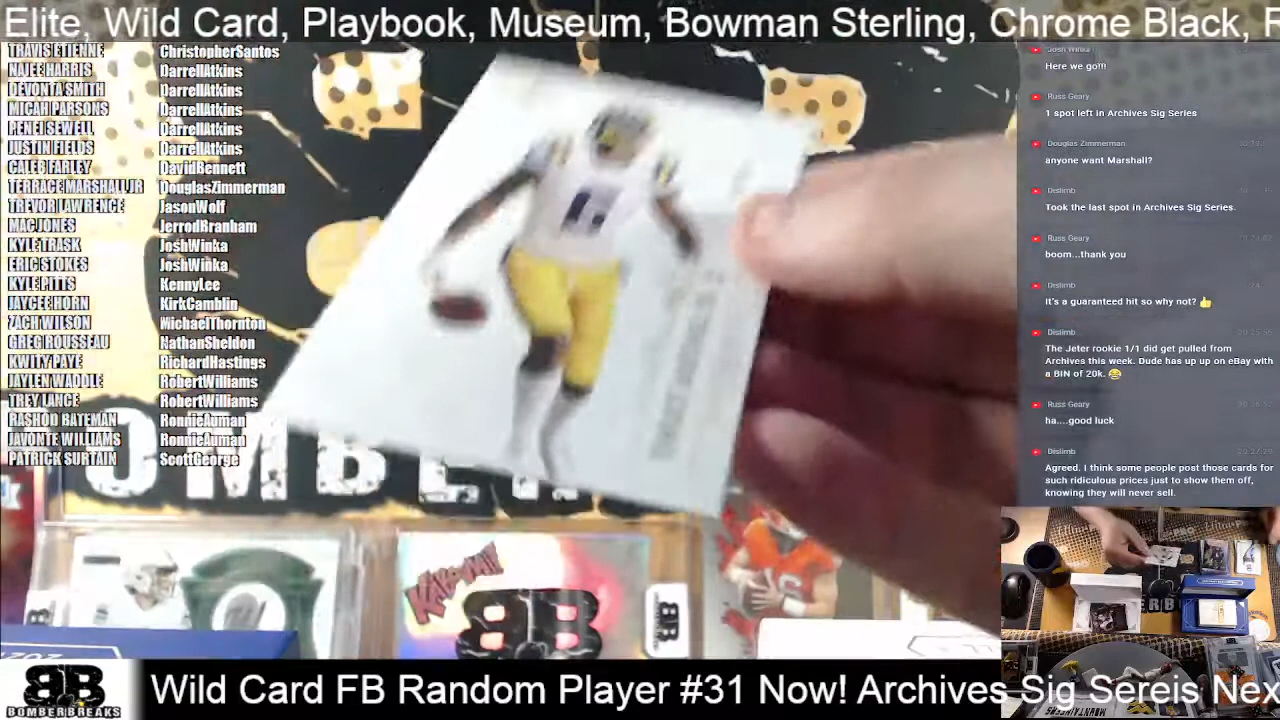 Elite, Wild Card, Playbook, Museum, Bowman Sterling, Chrome Black, F
TRAVIS ETIENNE ChristopherSantos
NAJEE HARRIS DarrellAtkins
DEVONTA SMITH DarrellAtkins
MICAH PARSONS DarrellAtkins
PENEI SEWELL DarrellAtkins
JUSTIN FIELDS DarrellAtkins
CALEB FARLEY DavidBennett
TERRACE MARSHALL JR DouglasZimmerman
TREVOR LAWRENCE JasonWolf
MAC JONES JerrodBranham
KYLE TRASK JoshWinka
ERIC STOKES JoshWinka
KYLE PITTS KennyLee
JAYCEE HORN KirkCamblin
ZACH WILSON MichaelThornton
GREG ROUSSEAU NathanSheldon
KWITY PAYE RichardHastings
JAYLEN WADDLE RobertWilliams
TREY LANCE RobertWilliams
RASHOD BATEMAN RonnieAuman
JAVONTE WILLIAMS RonnieAuman
PATRICK SURTAIN ScottGeorge
Josh Winka
Here we go!!!
Russ Geary
1 spot left in Archives Sig Series
Douglas Zimmerman
anyone want Marshall?
Dislimb
Took the last spot in Archives Sig Series.
Russ Geary
boom...thank you
Dislimb
It's a guaranteed hit so why not? 👍
Dislimb
The Jeter rookie 1/1 did get pulled from
Archives this week. Dude has up up on eBay with
a BIN of 20k. 😂
Russ Geary
ha....good luck
Dislimb
Agreed. I think some people post those cards for
such ridiculous prices just to show them off,
knowing they will never sell.
KABOOM!
BB
BB
BOMBERBREAKS
Wild Card FB Random Player #31 Now! Archives Sig Sereis Nex
MOUNTAINEERS